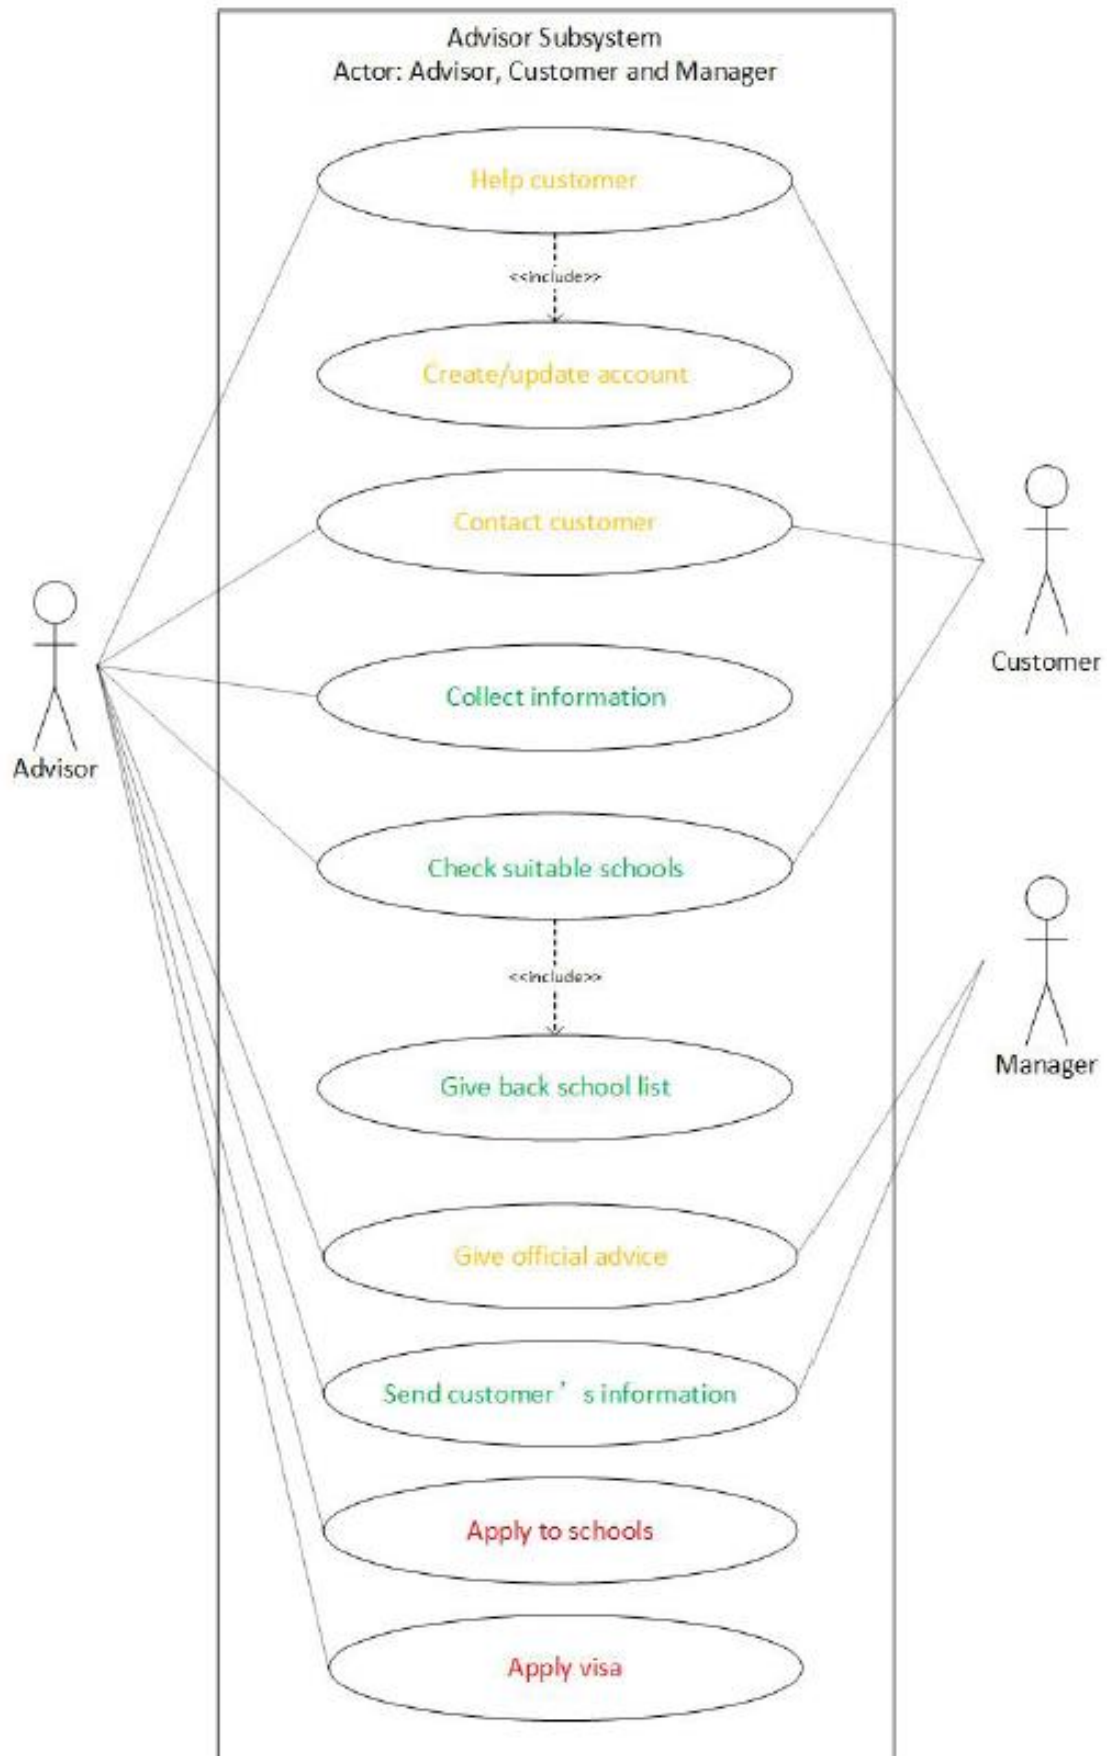 Advisor Subsystem
Actor: Advisor, Customer and Manager
Help customer
<<include>>
Create/update account
Contact customer
Customer
Collect information
Advisor
Check suitable schools
<<include>>
Manager
Give back school list
Give official advice
Send customer’s information
Apply to schools
Apply visa